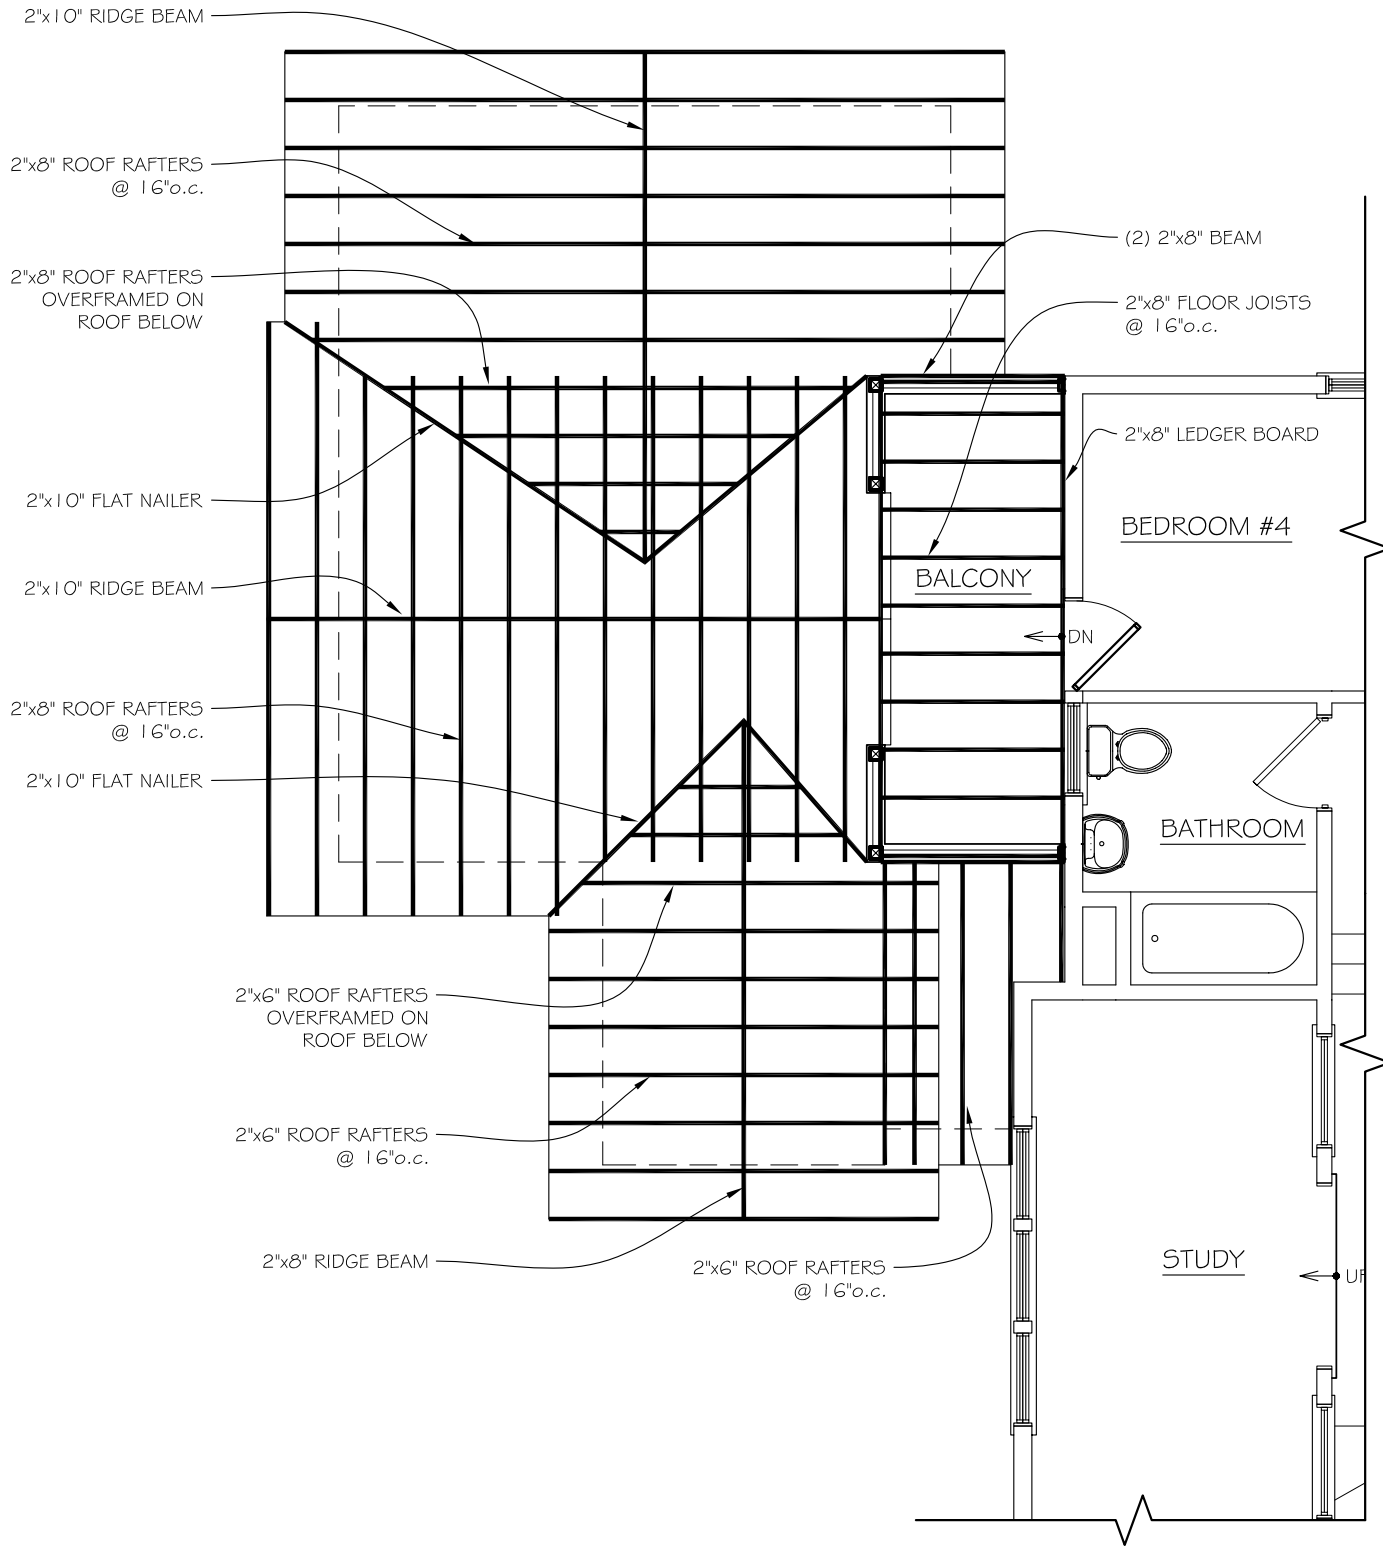 2"x10" RIDGE BEAM
2"x8" ROOF RAFTERS
@ 16"o.c.
2"x8" ROOF RAFTERS
OVERFRAMED ON
ROOF BELOW
(2) 2"x8" BEAM
2"x8" FLOOR JOISTS
@ 16"o.c.
2"x8" LEDGER BOARD
2"x10" FLAT NAILER
BEDROOM #4
2"x10" RIDGE BEAM
BALCONY
DN
2"x8" ROOF RAFTERS
@ 16"o.c.
2"x10" FLAT NAILER
BATHROOM
2"x6" ROOF RAFTERS
OVERFRAMED ON
ROOF BELOW
2"x6" ROOF RAFTERS
@ 16"o.c.
2"x8" RIDGE BEAM
2"x6" ROOF RAFTERS
@ 16"o.c.
STUDY